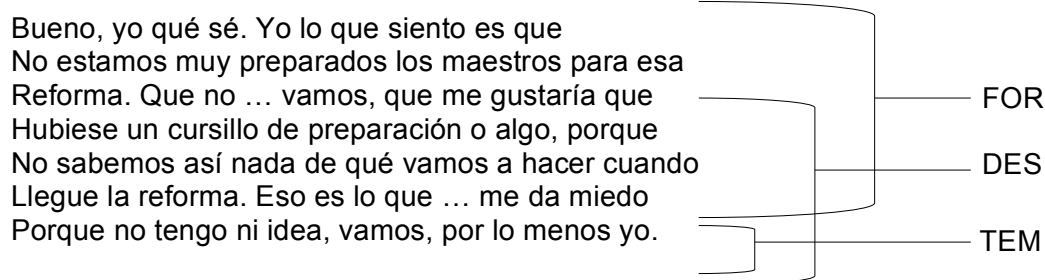 Bueno, yo qué sé. Yo lo que siento es que
No estamos muy preparados los maestros para esa
Reforma. Que no … vamos, que me gustaría que
Hubiese un cursillo de preparación o algo, porque
No sabemos así nada de qué vamos a hacer cuando
Llegue la reforma. Eso es lo que … me da miedo
Porque no tengo ni idea, vamos, por lo menos yo.
FOR
DES
TEM